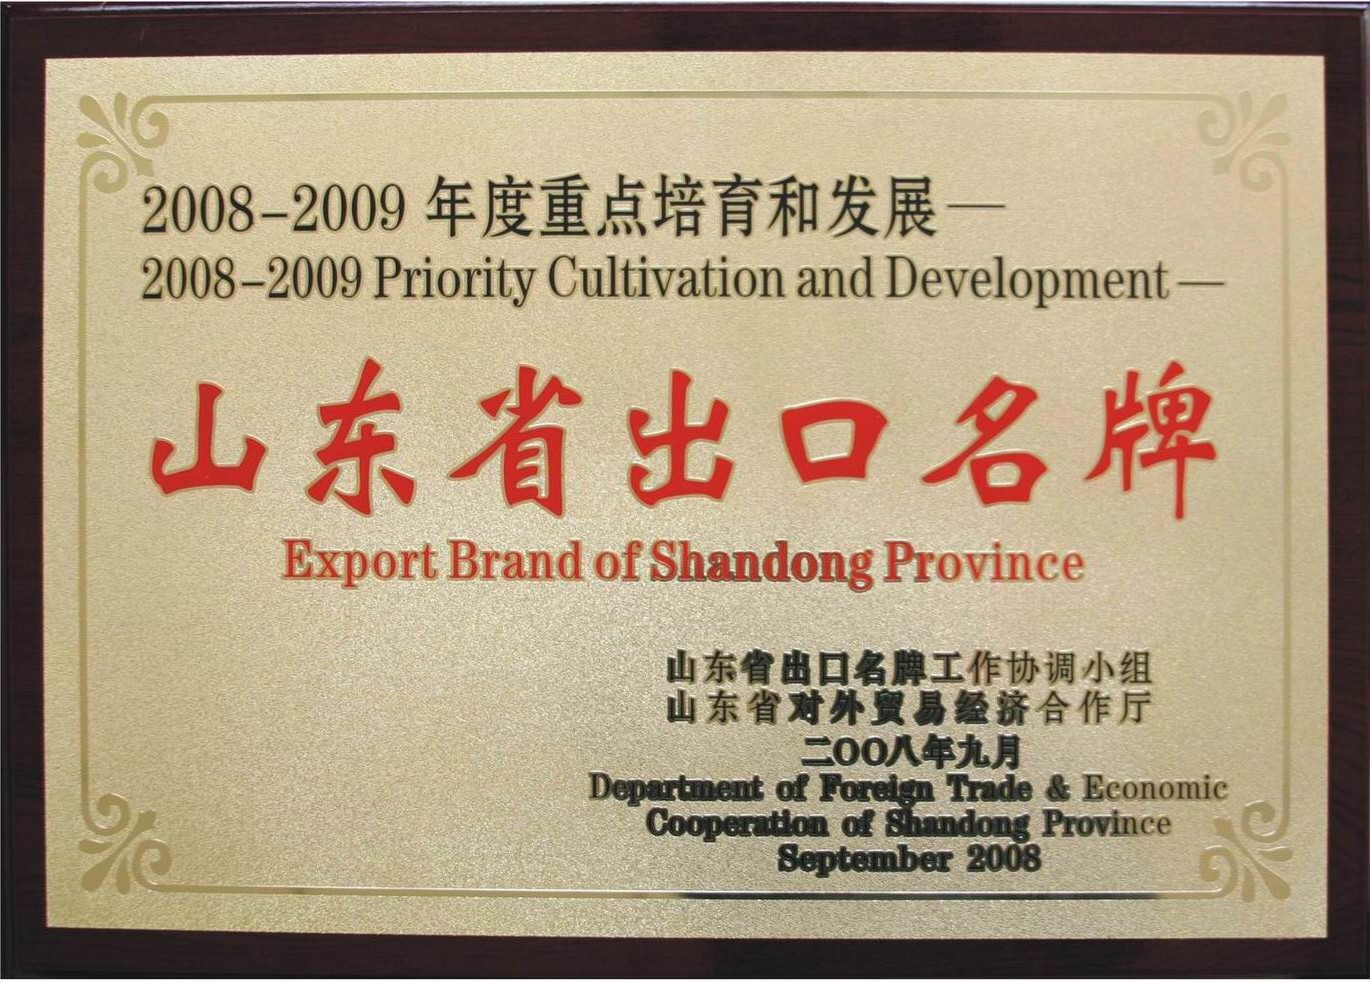 2008-2009 年度重点培育和发展—
2008-2009 Priority Cultivation and Development—
山东省出口名牌
Export Brand of Shandong Province
山东省出口名牌工作协调小组
山东省对外贸易经济合作厅
二〇〇八年九月
Department of Foreign Trade & Economic
Cooperation of Shandong Province
September 2008